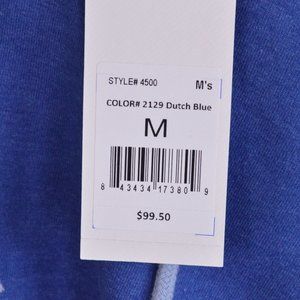 STYLE# 4500 M's
COLOR# 2129 Dutch Blue
M
8 43434 17380 9
$99.50